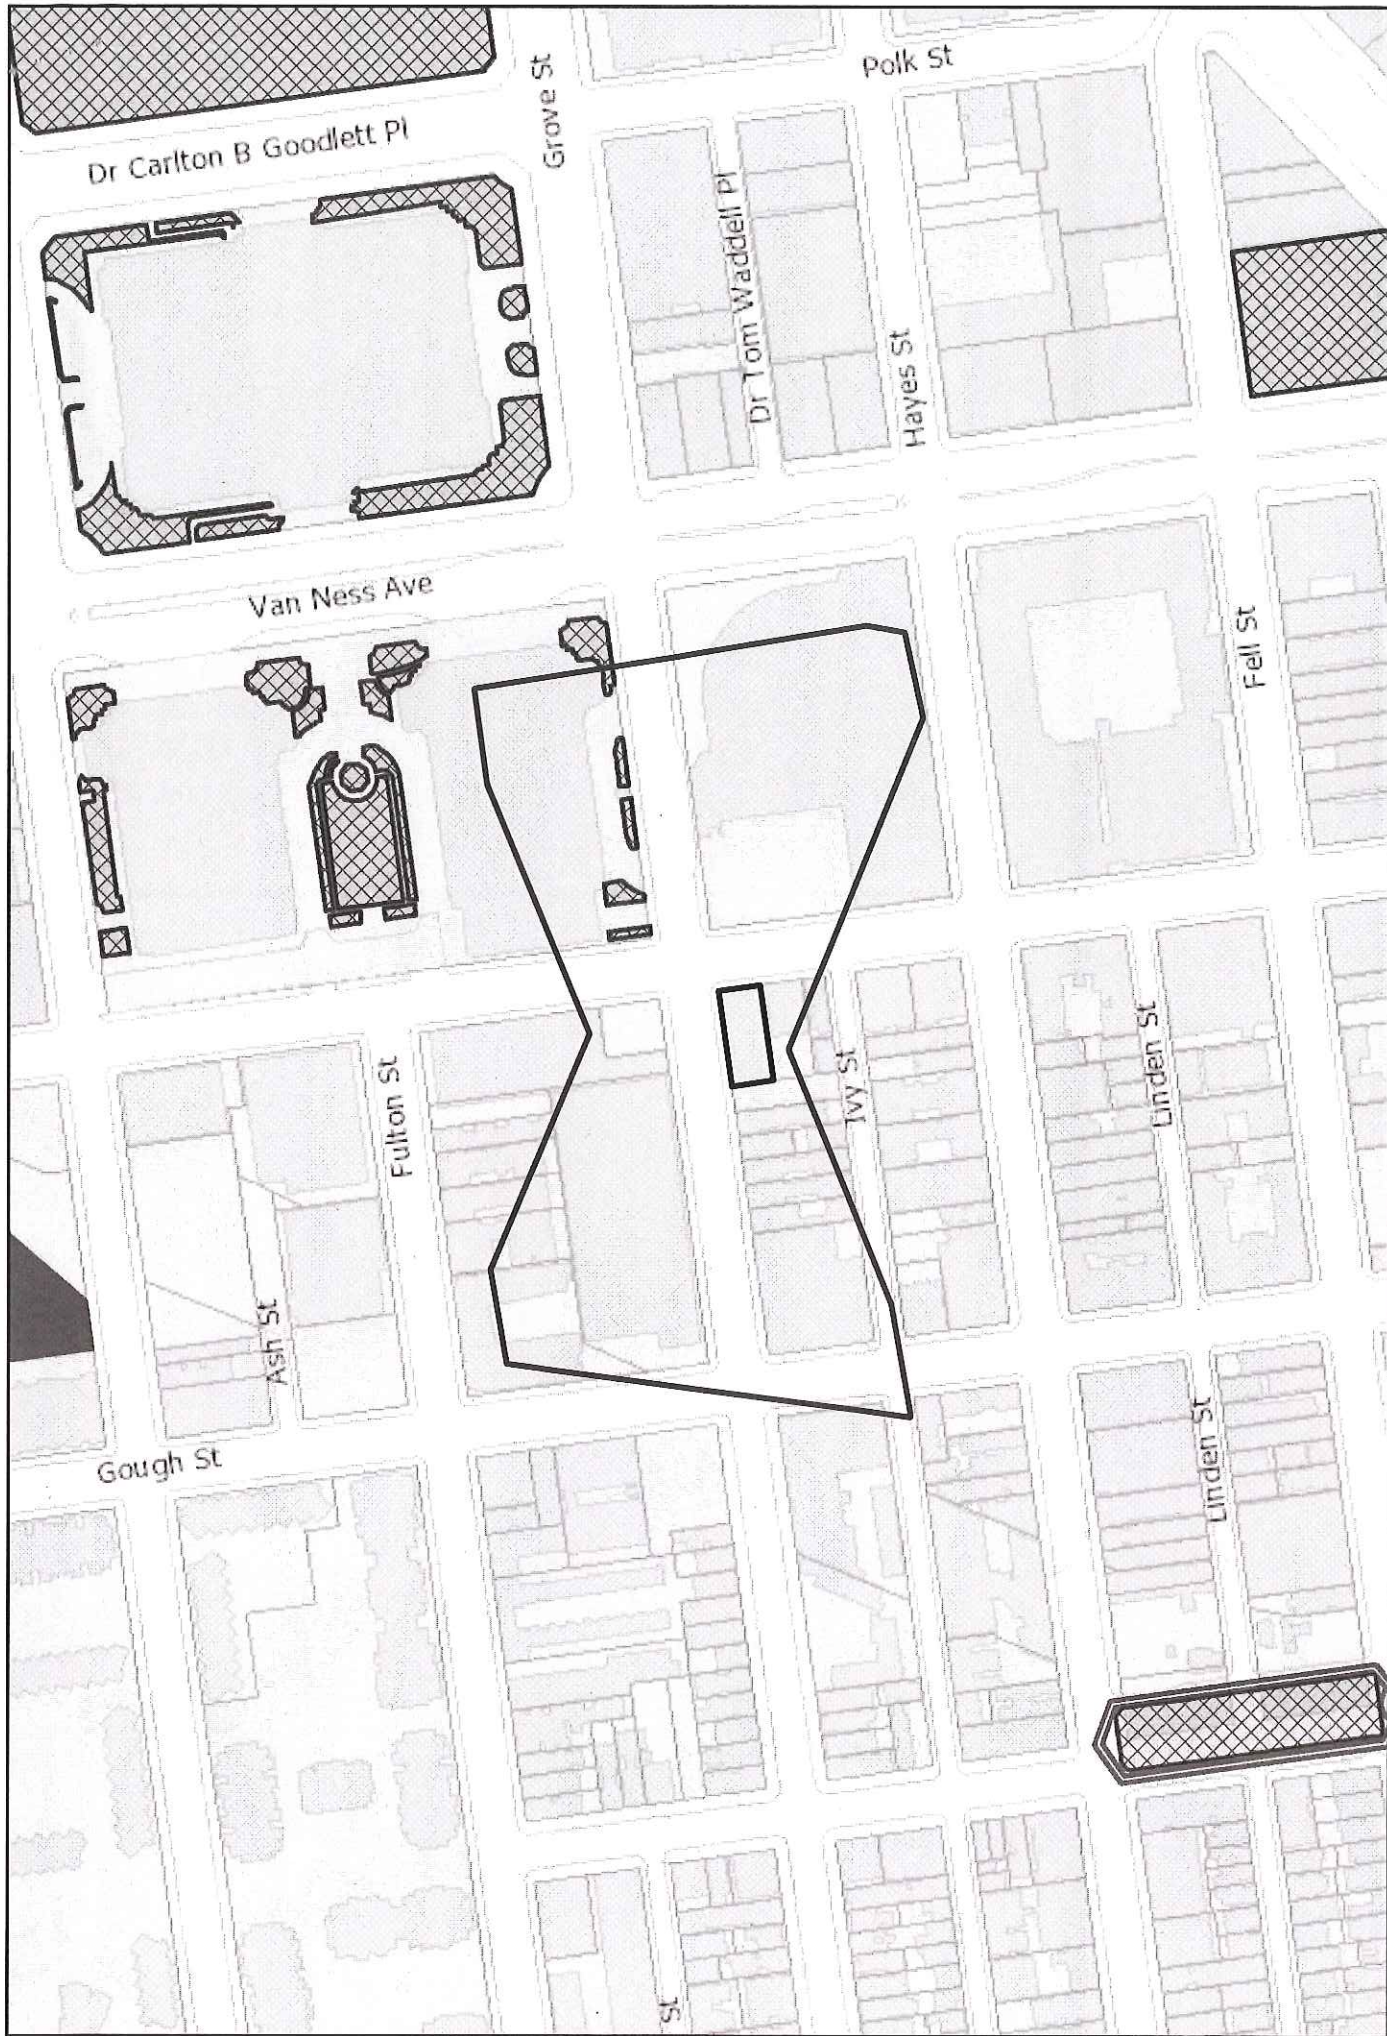 Polk St
Grove St
Dr Carlton B Goodlett Pl
Dr Tom Waddell Pl
Hayes St
Van Ness Ave
Fell St
Linden St
Ivy St
Fulton St
Ash St
Linden St
Gough St
St